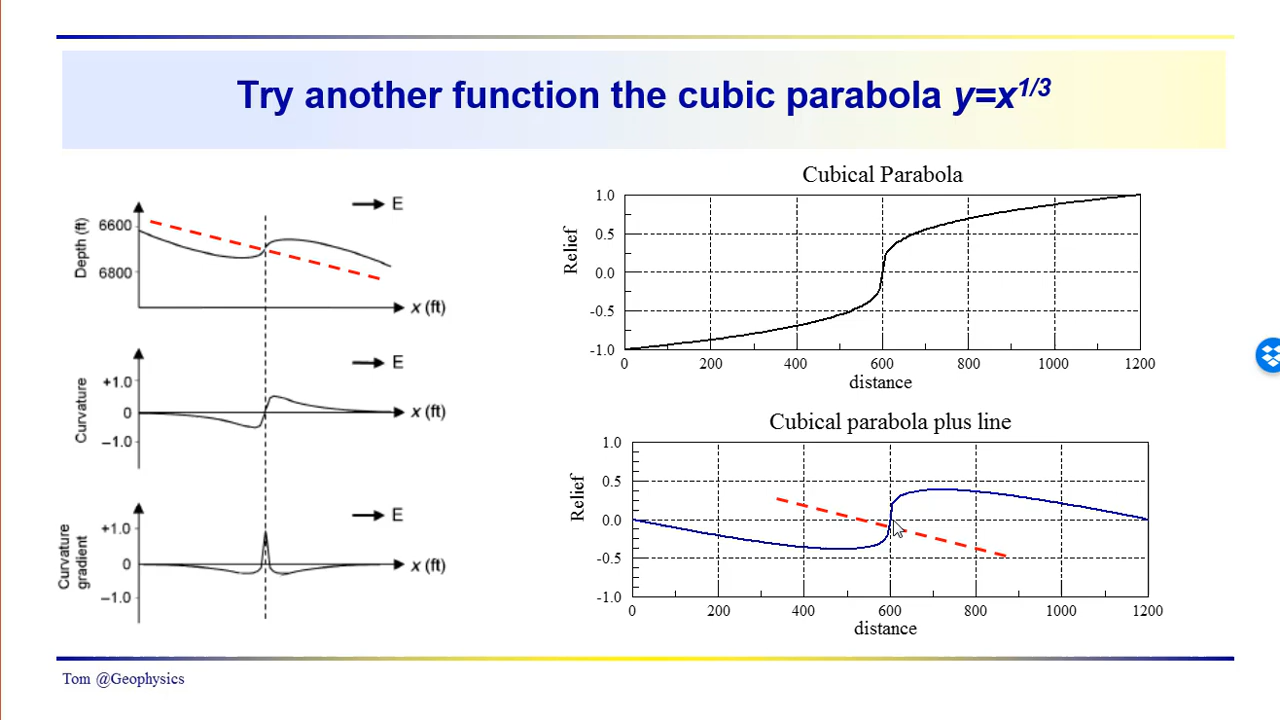 Try another function the cubic parabola y=x1/3
E
Depth (ft)
6600
6800
x (ft)
E
Curvature
+1.0
0
−1.0
x (ft)
E
Curvature
gradient
+1.0
0
−1.0
x (ft)
Cubical Parabola
Relief
1.0
0.5
0.0
-0.5
-1.0
0 200 400 600 800 1000 1200
distance
Cubical parabola plus line
Relief
1.0
0.5
0.0
-0.5
-1.0
0 200 400 600 800 1000 1200
distance
Tom @Geophysics